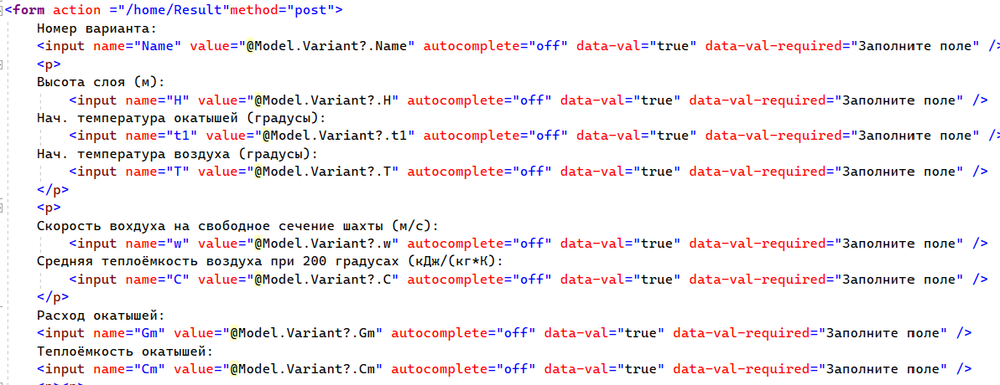 <form action ="/home/Result"method="post">
Номер варианта:
<input name="Name" value="@Model.Variant?.Name" autocomplete="off" data-val="true" data-val-required="Заполните поле" />
<p>
Высота слоя (м):
<input name="H" value="@Model.Variant?.H" autocomplete="off" data-val="true" data-val-required="Заполните поле" />
Нач. температура окатышей (градусы):
<input name="t1" value="@Model.Variant?.t1" autocomplete="off" data-val="true" data-val-required="Заполните поле" />
Нач. температура воздуха (градусы):
<input name="T" value="@Model.Variant?.T" autocomplete="off" data-val="true" data-val-required="Заполните поле" />
</p>
<p>
Скорость вохдуха на свободное сечение шахты (м/с):
<input name="w" value="@Model.Variant?.w" autocomplete="off" data-val="true" data-val-required="Заполните поле" />
Средняя теплоёмкость воздуха при 200 градусах (кДж/(кг*К):
<input name="C" value="@Model.Variant?.C" autocomplete="off" data-val="true" data-val-required="Заполните поле" />
</p>
Расход окатышей:
<input name="Gm" value="@Model.Variant?.Gm" autocomplete="off" data-val="true" data-val-required="Заполните поле" />
Теплоёмкость окатышей:
<input name="Cm" value="@Model.Variant?.Cm" autocomplete="off" data-val="true" data-val-required="Заполните поле" />
<p><p>